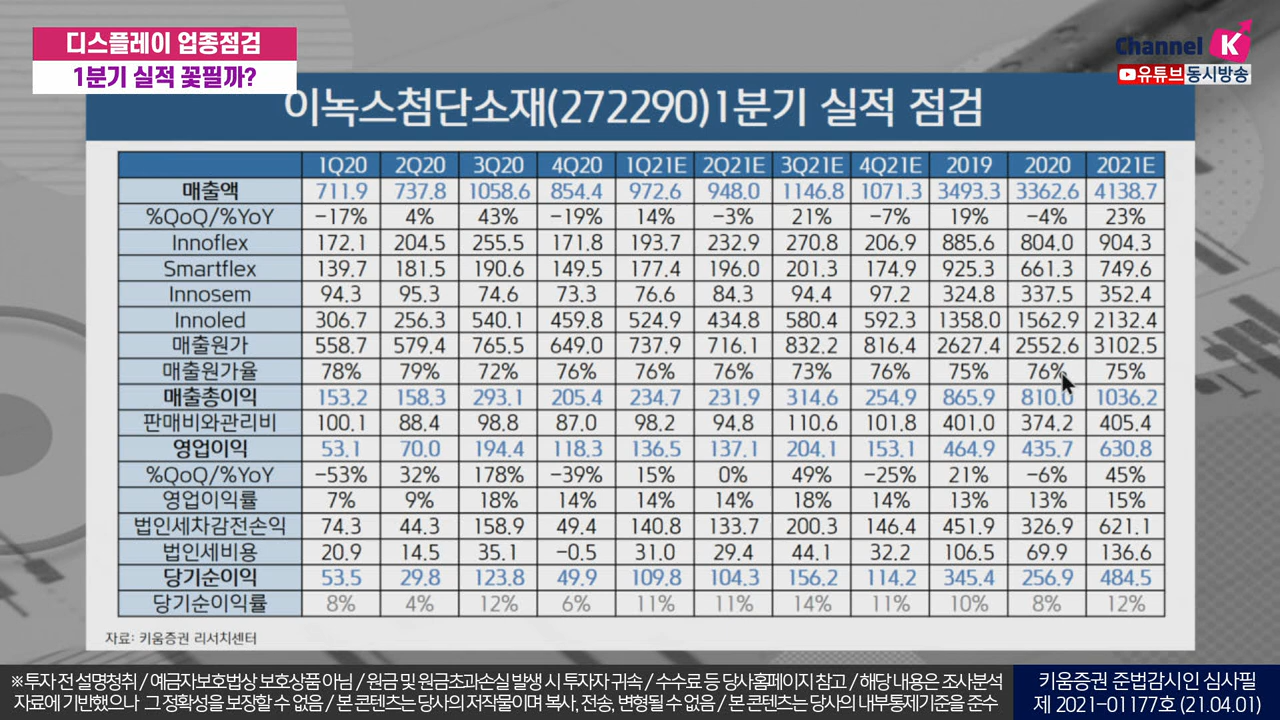 디스플레이 업종점검
1분기 실적 꽃필까?
Channel K
유튜브동시방송
이녹스첨단소재(272290)1분기 실적 점검
1Q20 2Q20 3Q20 4Q20 1Q21E 2Q21E 3Q21E 4Q21E 2019 2020 2021E
매출액 711.9 737.8 1058.6 854.4 972.6 948.0 1146.8 1071.3 3493.3 3362.6 4138.7
%QoQ/%YoY −17% 4% 43% −19% 14% −3% 21% −7% 19% −4% 23%
Innoflex 172.1 204.5 255.5 171.8 193.7 232.9 270.8 206.9 885.6 804.0 904.3
Smartflex 139.7 181.5 190.6 149.5 177.4 196.0 201.3 174.9 925.3 661.3 749.6
Innosem 94.3 95.3 74.6 73.3 76.6 84.3 94.4 97.2 324.8 337.5 352.4
Innoled 306.7 256.3 540.1 459.8 524.9 434.8 580.4 592.3 1358.0 1562.9 2132.4
매출원가 558.7 579.4 765.5 649.0 737.9 716.1 832.2 816.4 2627.4 2552.6 3102.5
매출원가율 78% 79% 72% 76% 76% 76% 73% 76% 75% 76% 75%
매출총이익 153.2 158.3 293.1 205.4 234.7 231.9 314.6 254.9 865.9 810.0 1036.2
판매비와관리비 100.1 88.4 98.8 87.0 98.2 94.8 110.6 101.8 401.0 374.2 405.4
영업이익 53.1 70.0 194.4 118.3 136.5 137.1 204.1 153.1 464.9 435.7 630.8
%QoQ/%YoY −53% 32% 178% −39% 15% 0% 49% −25% 21% −6% 45%
영업이익률 7% 9% 18% 14% 14% 14% 18% 14% 13% 13% 15%
법인세차감전손익 74.3 44.3 158.9 49.4 140.8 133.7 200.3 146.4 451.9 326.9 621.1
법인세비용 20.9 14.5 35.1 −0.5 31.0 29.4 44.1 32.2 106.5 69.9 136.6
당기순이익 53.5 29.8 123.8 49.9 109.8 104.3 156.2 114.2 345.4 256.9 484.5
당기순이익률 8% 4% 12% 6% 11% 11% 14% 11% 10% 8% 12%
자료: 키움증권 리서치센터
※투자 전 설명청취 / 예금자보호법상 보호상품 아님 / 원금 및 원금초과손실 발생 시 투자자 귀속 / 수수료 등 당사홈페이지 참고 / 해당 내용은 조사분석
자료에 기반했으나 그 정확성을 보장할 수 없음 / 본 콘텐츠는 당사의 저작물이며 복사, 전송, 변형될 수 없음 / 본 콘텐츠는 당사의 내부통제기준을 준수
키움증권 준법감시인 심사필
제 2021-01177호 (21.04.01)